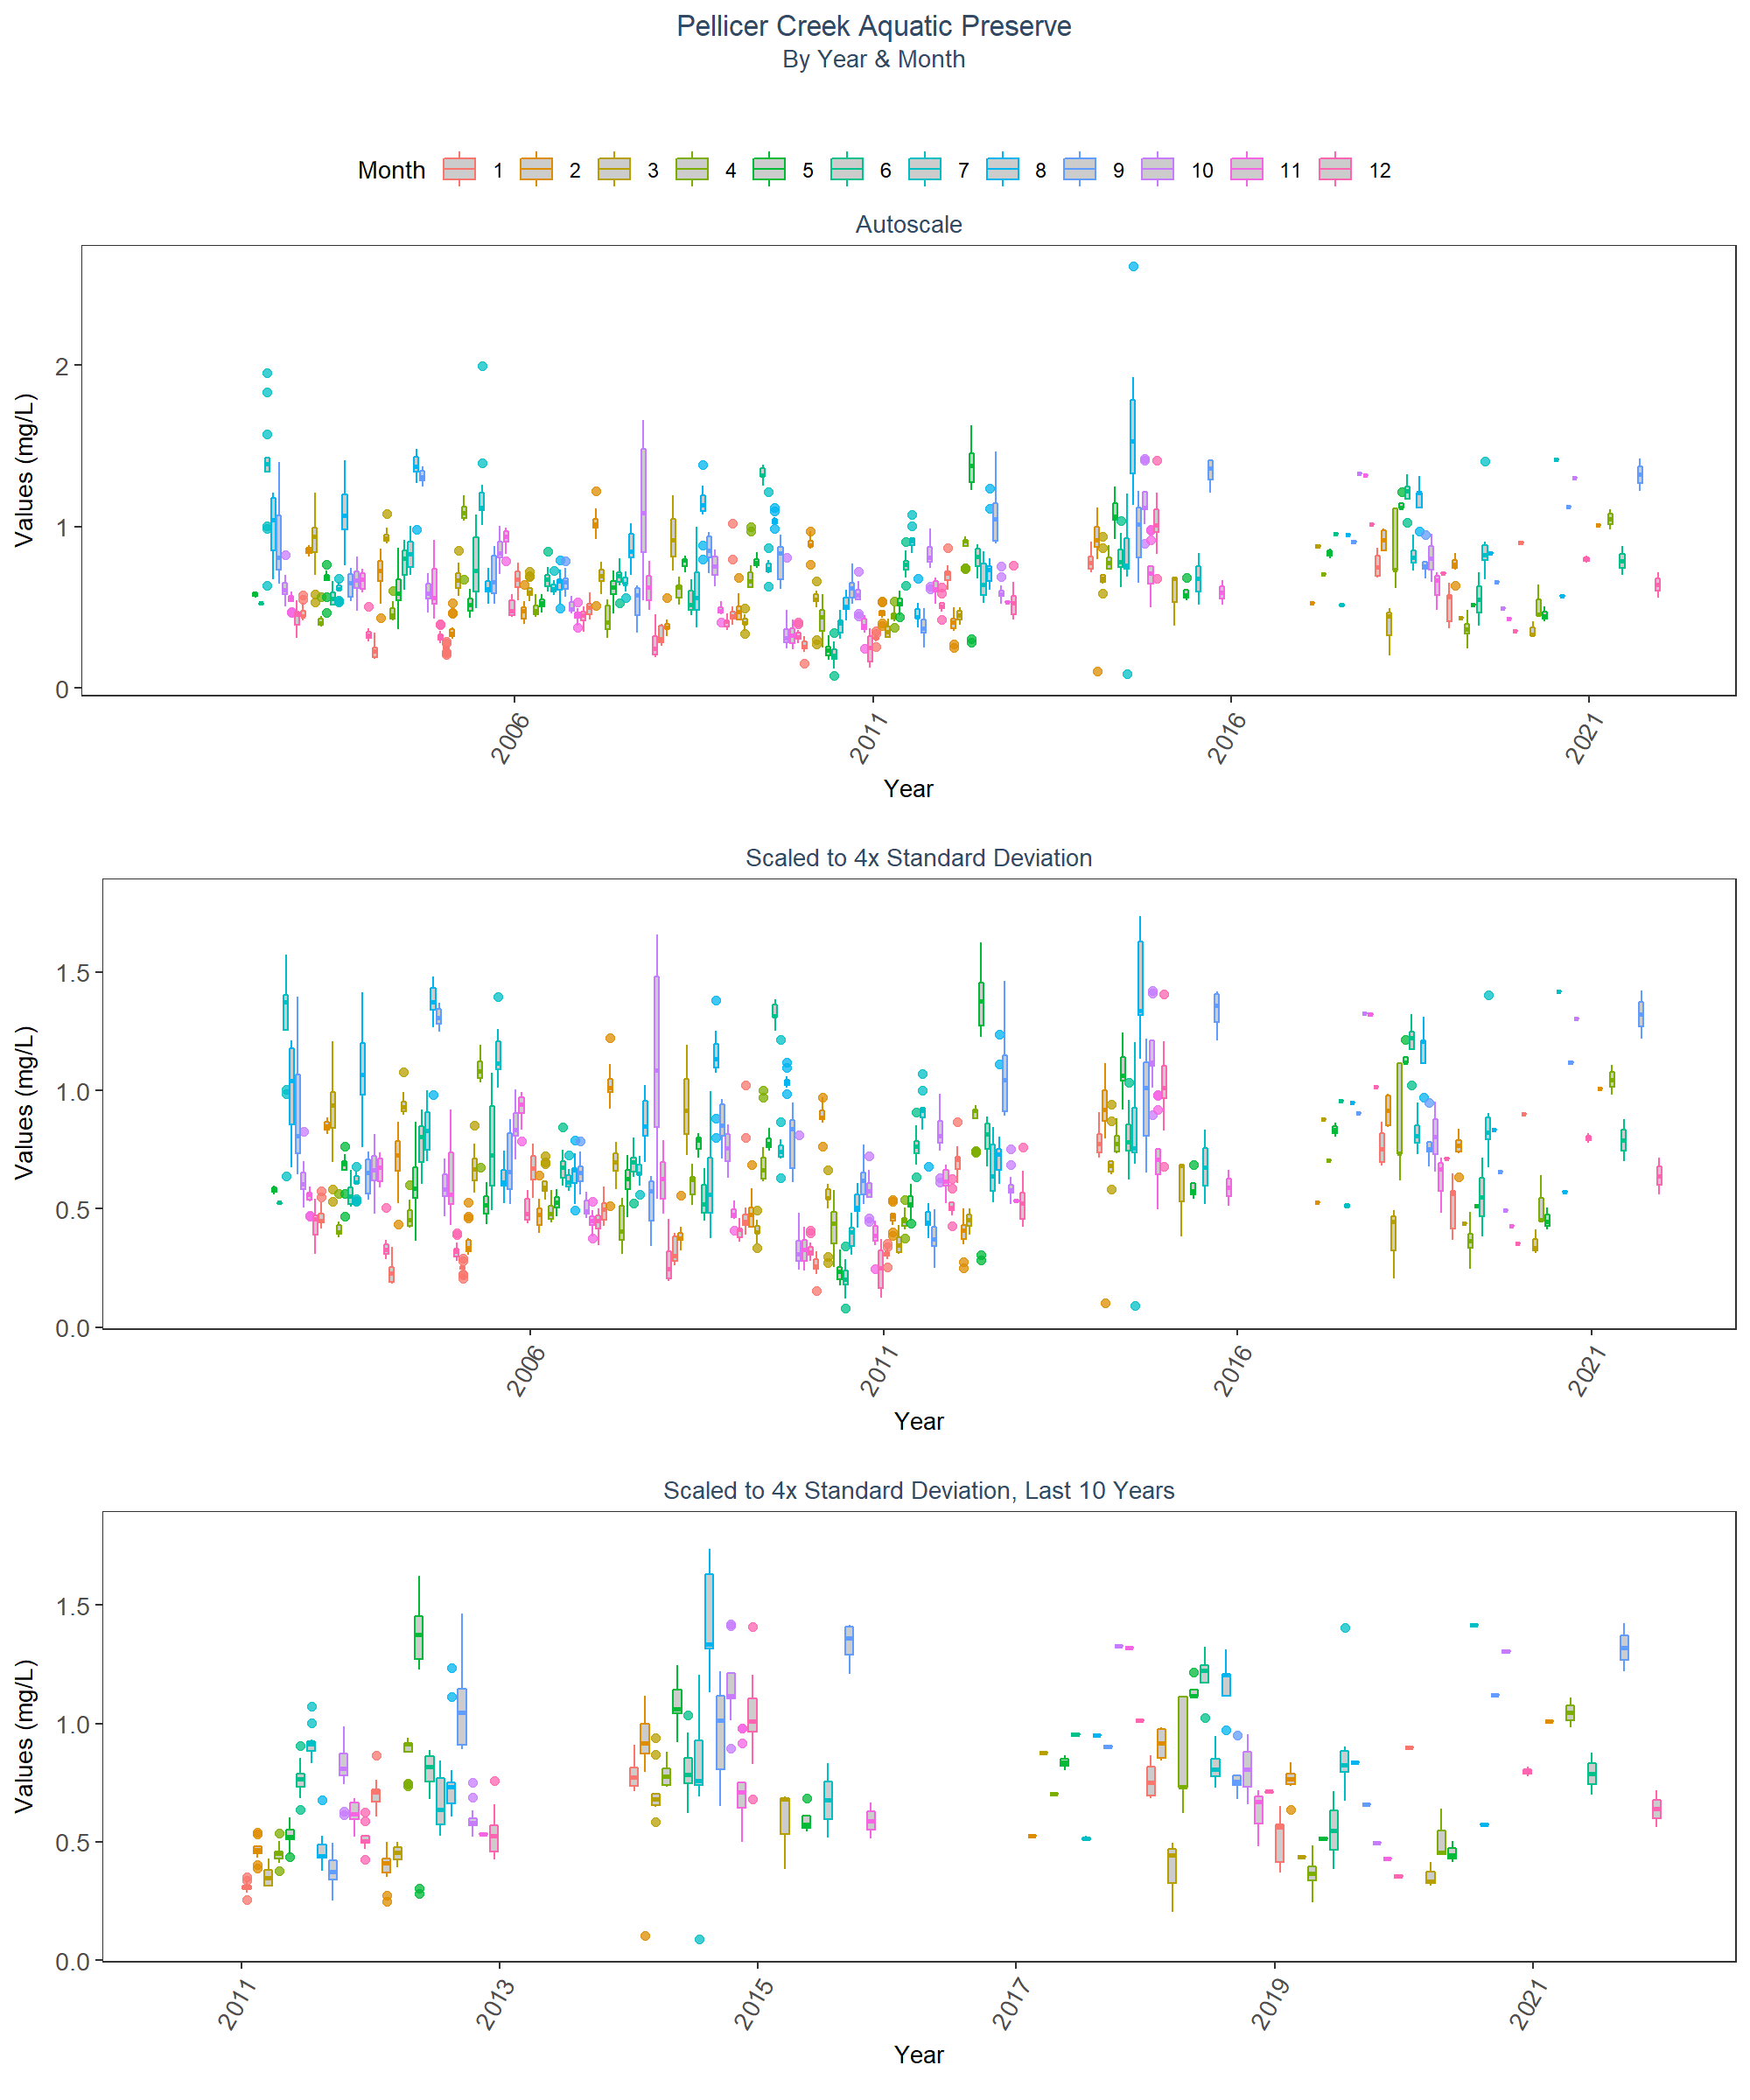 Pellicer Creek Aquatic Preserve
By Year & Month
Month 1 2 3 4 5 6 7 8 9 10 11 12
Autoscale
Values (mg/L)
2
1
0
2006 2011 2016 2021
Year
Scaled to 4x Standard Deviation
Values (mg/L)
1.5
1.0
0.5
0.0
2006 2011 2016 2021
Year
Scaled to 4x Standard Deviation, Last 10 Years
Values (mg/L)
1.5
1.0
0.5
0.0
2011 2013 2015 2017 2019 2021
Year